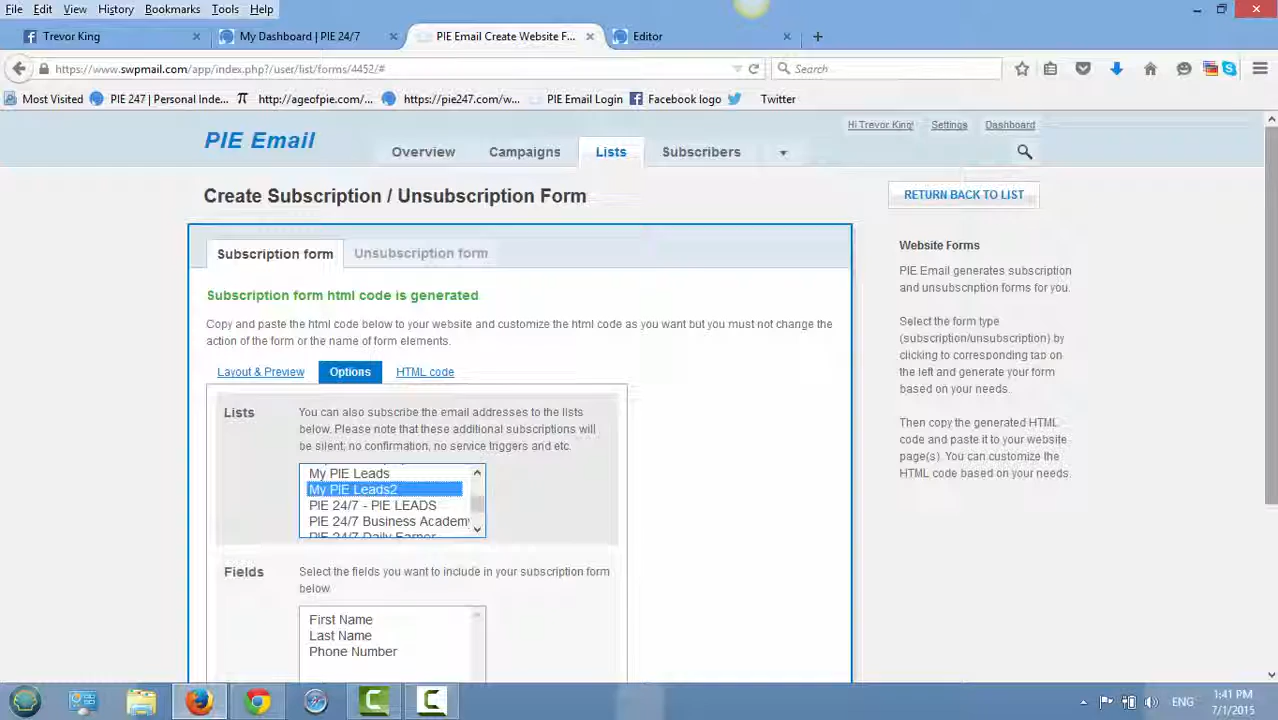 File Edit View History Bookmarks Tools Help
Trevor King × My Dashboard | PIE 24/7 × PIE Email Create Website F... × Editor × +
https://www.swpmail.com/app/index.php?/user/list/forms/4452/# Search
Most Visited PIE 247 | Personal Inde... http://ageofpie.com/... https://pie247.com/w... PIE Email Login Facebook logo Twitter
Hi Trevor King! Settings Dashboard
PIE Email Overview Campaigns Lists Subscribers
Create Subscription / Unsubscription Form
RETURN BACK TO LIST
Subscription form Unsubscription form
Subscription form html code is generated
Copy and paste the html code below to your website and customize the html code as you want but you must not change the
action of the form or the name of form elements.
Layout & Preview Options HTML code
Lists You can also subscribe the email addresses to the lists
below. Please note that these additional subscriptions will
be silent; no confirmation, no service triggers and etc.
My PIE Leads
My PIE Leads2
PIE 24/7 - PIE LEADS
PIE 24/7 Business Academy
PIE 24/7 Daily Earner
Fields Select the fields you want to include in your subscription form
below
First Name
Last Name
Phone Number
Website Forms
PIE Email generates subscription
and unsubscription forms for you.
Select the form type
(subscription/unsubscription) by
clicking to corresponding tap on
the left and generate your form
based on your needs.
Then copy the generated HTML
code and paste it to your website
page(s). You can customize the
HTML code based on your needs.
ENG 1:41 PM
7/1/2015